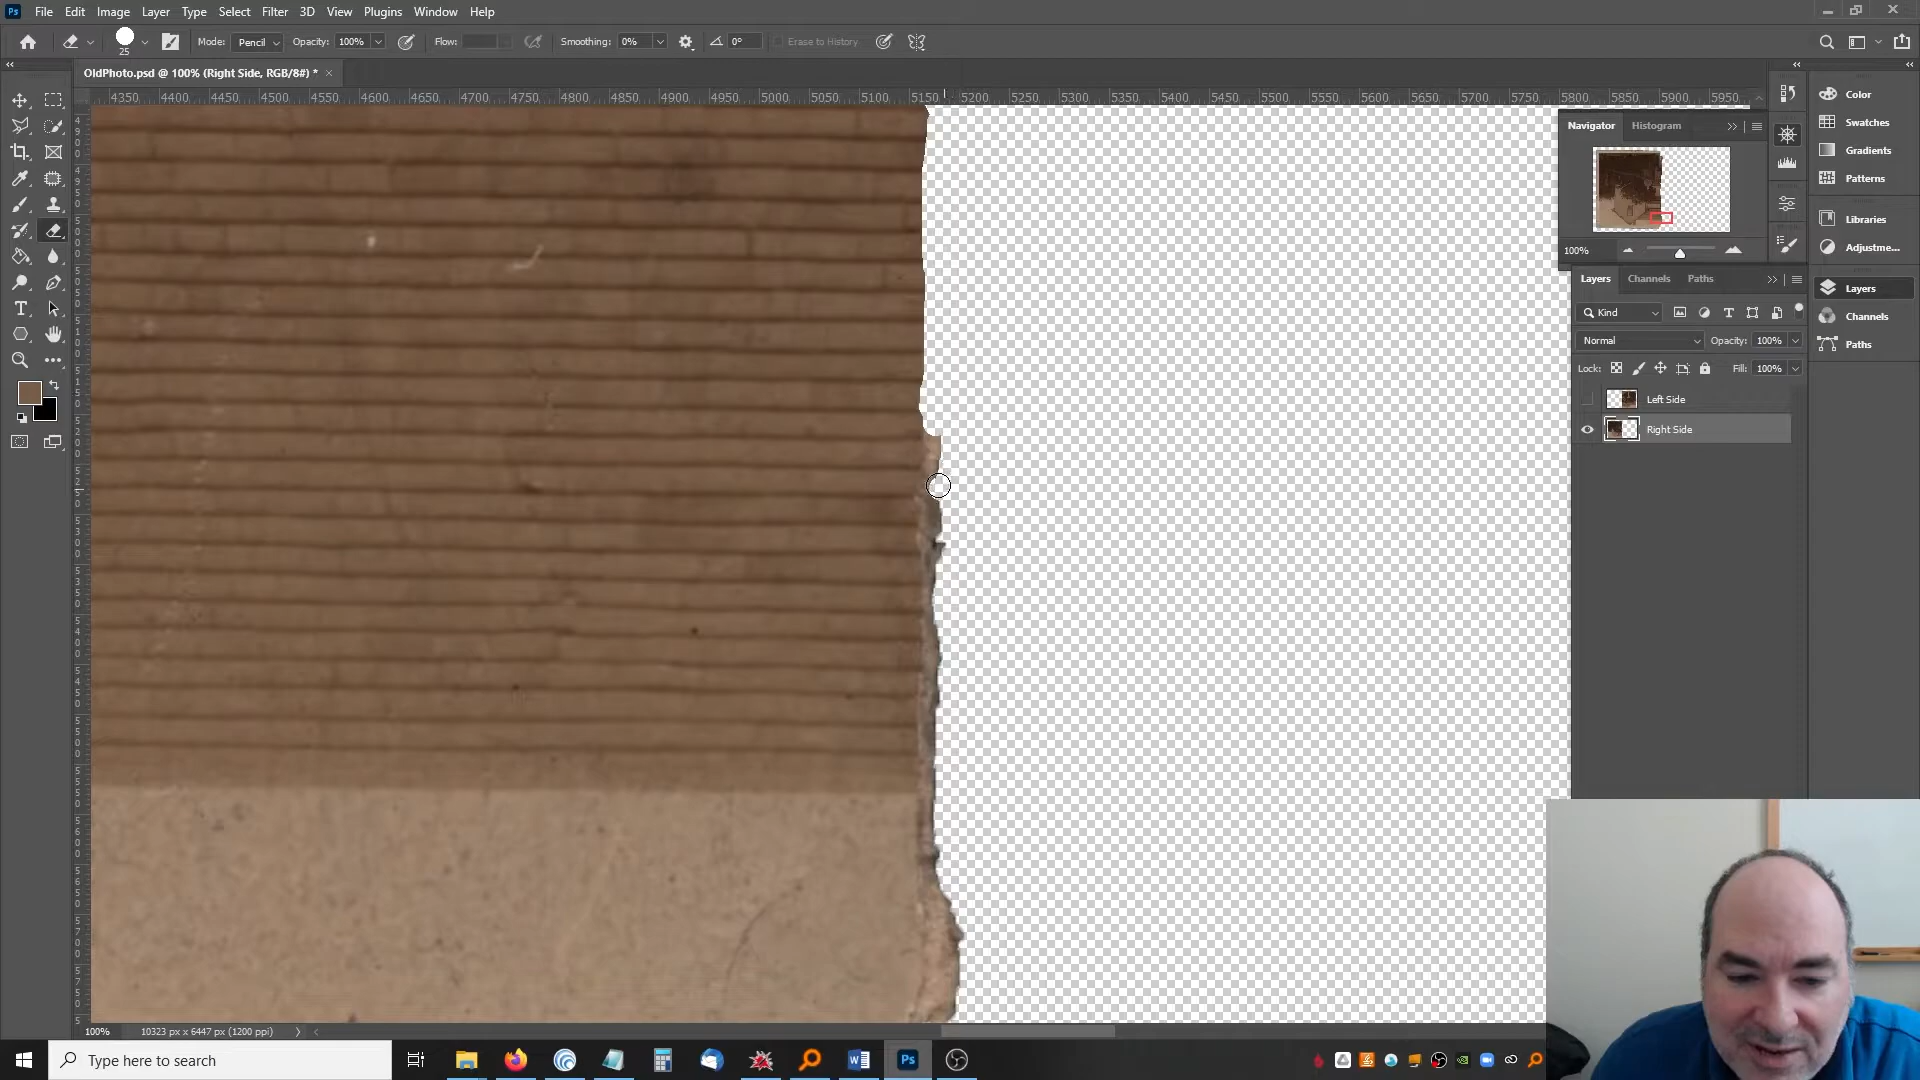 Ps File Edit Image Layer Type Select Filter 3D View Plugins Window Help
25 Mode: Pencil Opacity: 100% Flow: Smoothing: 0% 0° Erase to History
OldPhoto.psd @ 100% (Right Side, RGB/8#) *
4350 4400 4450 4500 4550 4600 4650 4700 4750 4800 4850 4900 4950 5000 5050 5100 5150 5200 5250 5300 5350 5400 5450 5500 5550 5600 5650 5700 5750 5800 5850 5900 5950
Navigator Histogram
100%
Layers Channels Paths
Kind
Normal Opacity: 100%
Lock: Fill: 100%
Left Side
Right Side
Color
Swatches
Gradients
Patterns
Libraries
Adjustme...
Layers
Channels
Paths
100% 10323 px x 6447 px (1200 ppi)
Type here to search
Ps